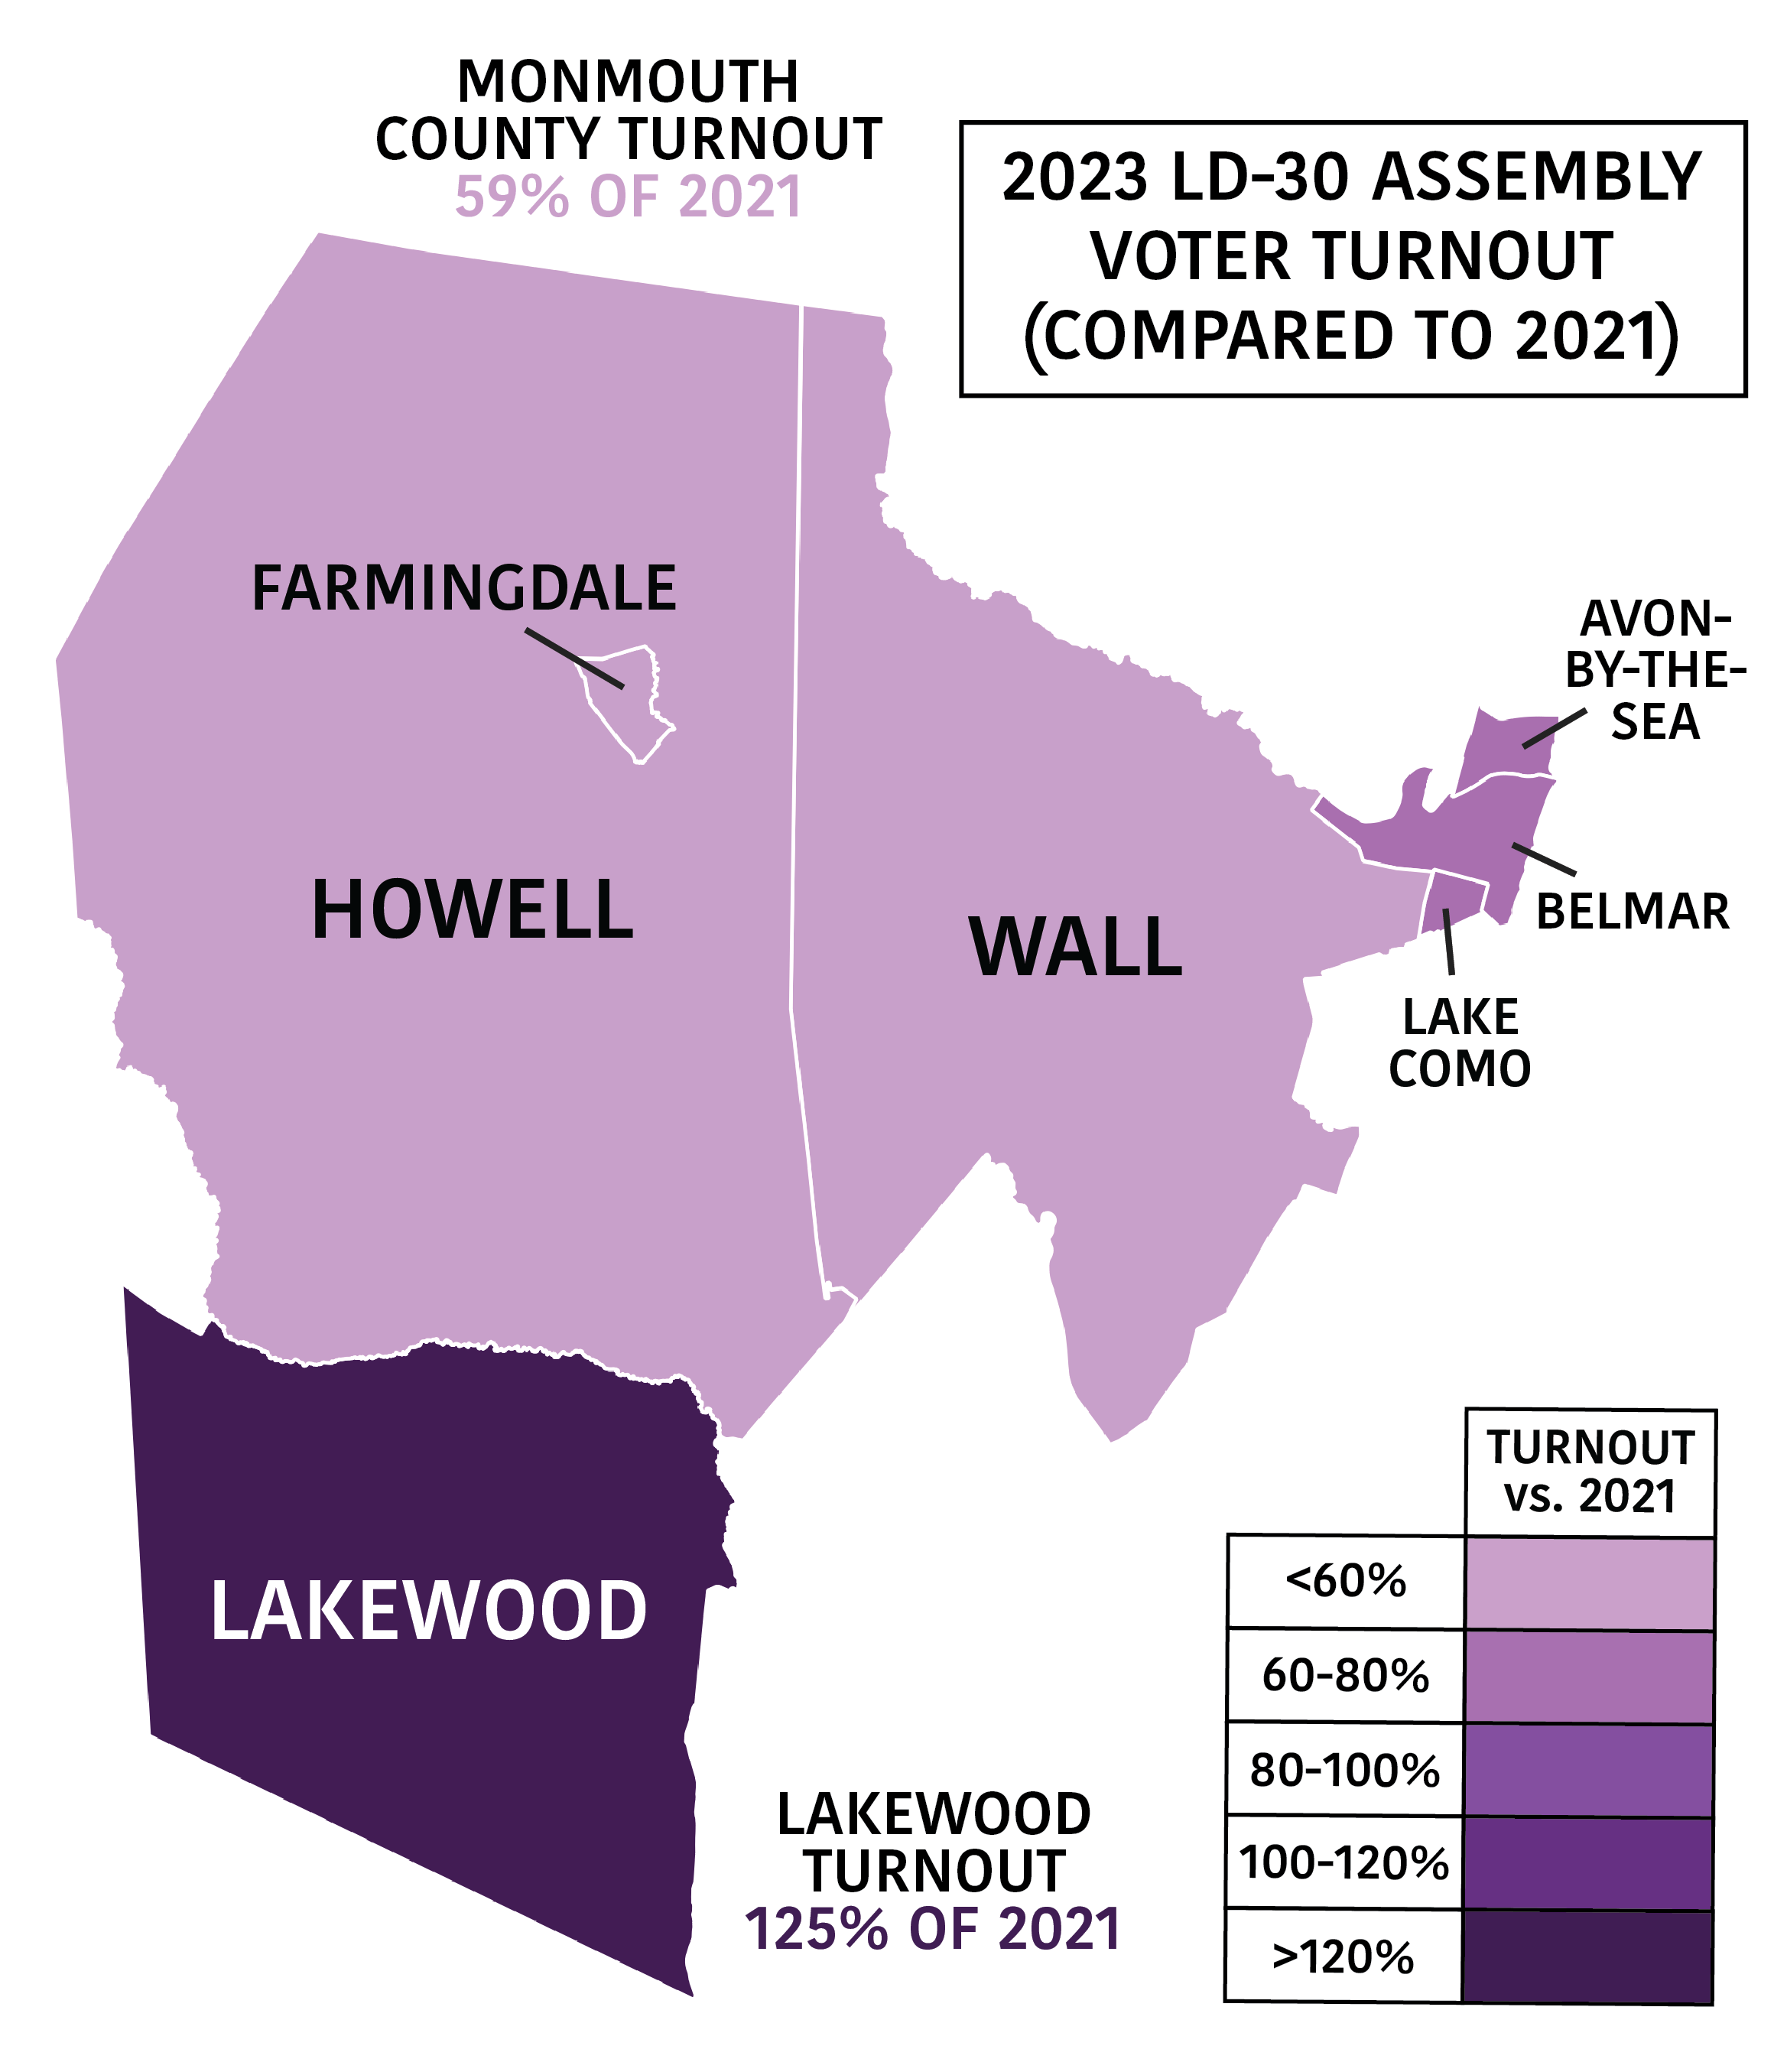 MONMOUTH
COUNTY TURNOUT
59% OF 2021
2023 LD-30 ASSEMBLY
VOTER TURNOUT
(COMPARED TO 2021)
FARMINGDALE
AVON-
BY-THE-
SEA
HOWELL
WALL
BELMAR
LAKE
COMO
LAKEWOOD
LAKEWOOD
TURNOUT
125% OF 2021
TURNOUT
vs. 2021
<60%
60-80%
80-100%
100-120%
>120%